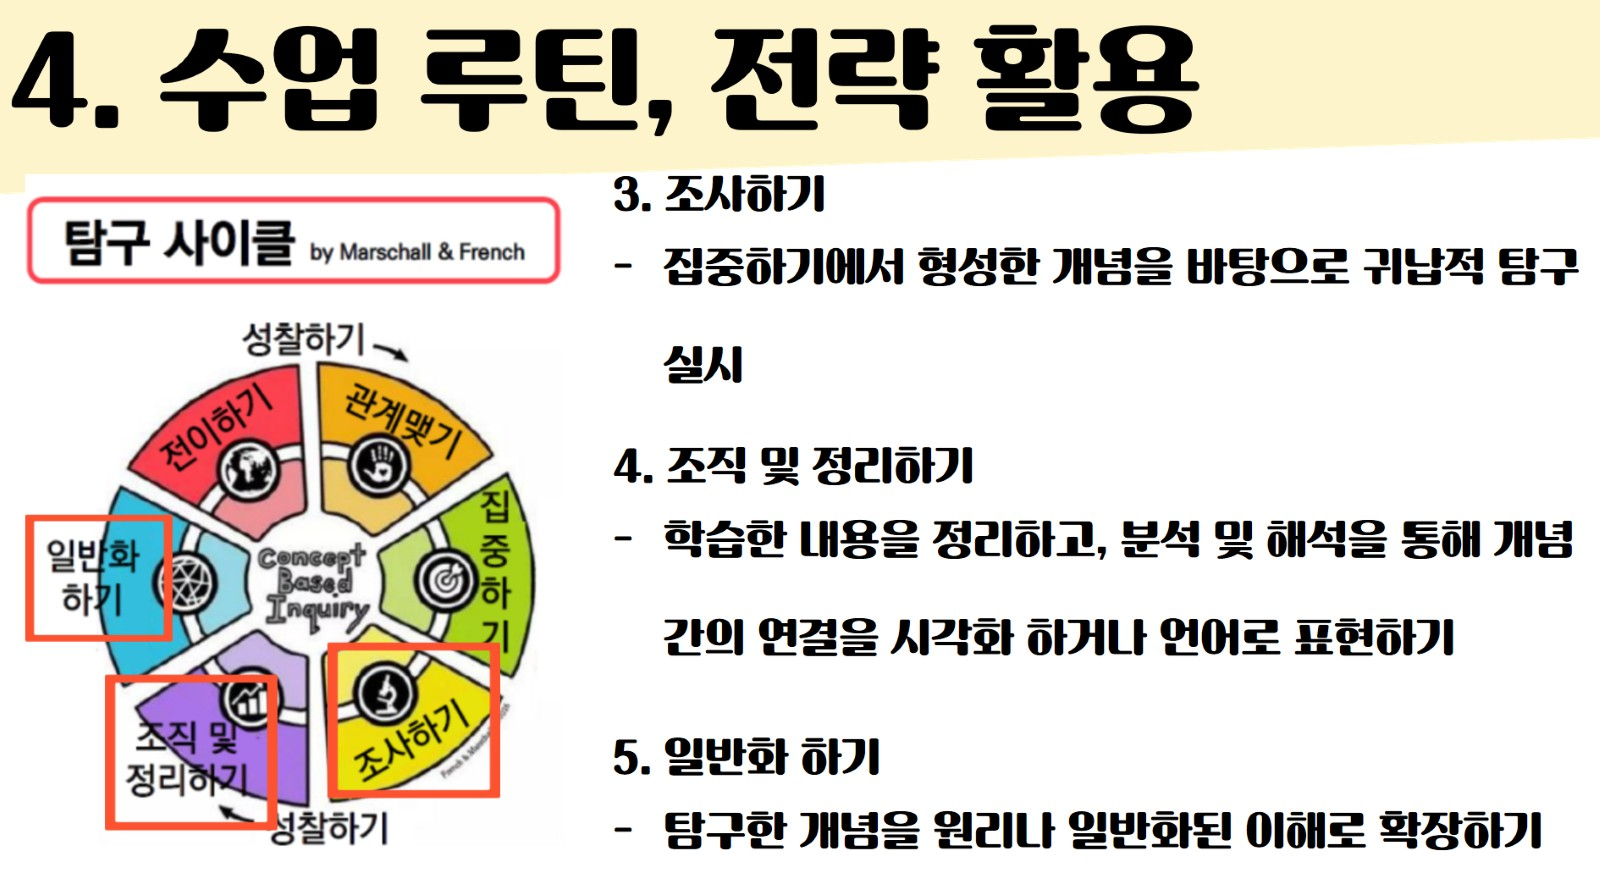 4. 수업 루틴, 전략 활용
탐구 사이클 by Marschall & French
성찰하기
전이하기
관계맺기
집
중
하
기
일반화
하기
Concept
Based
Inquiry
조직 및
정리하기
조사하기
French & Marschall
성찰하기
3. 조사하기
- 집중하기에서 형성한 개념을 바탕으로 귀납적 탐구
실시
4. 조직 및 정리하기
- 학습한 내용을 정리하고, 분석 및 해석을 통해 개념
간의 연결을 시각화 하거나 언어로 표현하기
5. 일반화 하기
- 탐구한 개념을 원리나 일반화된 이해로 확장하기